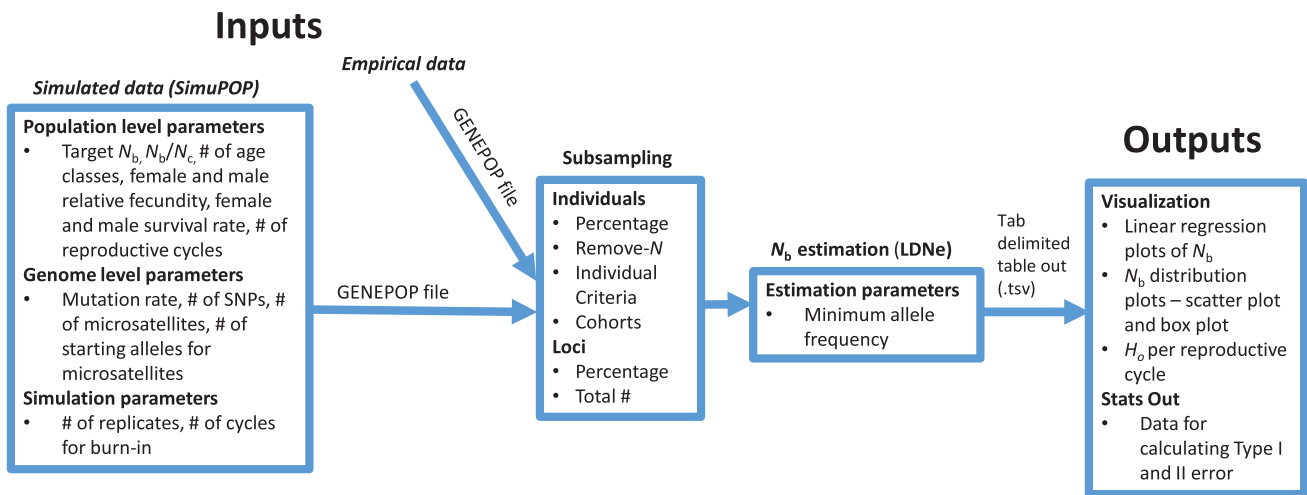 Inputs
Simulated data (SimuPOP)
Population level parameters
• Target Nb, Nb/Nc, # of age
classes, female and male
relative fecundity, female
and male survival rate, # of
reproductive cycles
Genome level parameters
• Mutation rate, # of SNPs, #
of microsatellites, # of
starting alleles for
microsatellites
Simulation parameters
• # of replicates, # of cycles
for burn-in
Empirical data
GENEPOP file
GENEPOP file
Subsampling
Individuals
• Percentage
• Remove-N
• Individual
Criteria
• Cohorts
Loci
• Percentage
• Total #
Nb estimation (LDNe)
Estimation parameters
• Minimum allele
frequency
Tab
delimited
table out
(.tsv)
Outputs
Visualization
• Linear regression
plots of Nb
• Nb distribution
plots – scatter plot
and box plot
• Ho per reproductive
cycle
Stats Out
• Data for
calculating Type I
and II error